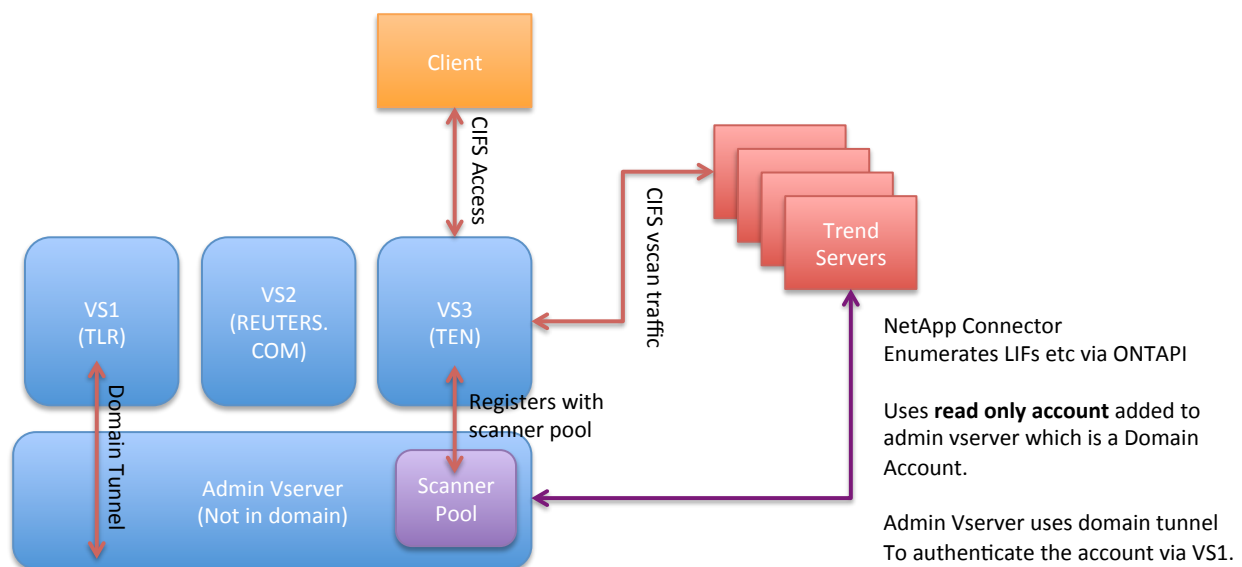 Client
CIFS Access
CIFS vscan traffic
Trend
Servers
VS1
(TLR)
VS2
(REUTERS.
COM)
VS3
(TEN)
Domain Tunnel
Registers with
scanner pool
Admin Vserver
(Not in domain)
Scanner
Pool
NetApp Connector
Enumerates LIFs etc via ONTAPI
Uses read only account added to
admin vserver which is a Domain
Account.
Admin Vserver uses domain tunnel
To authenticate the account via VS1.